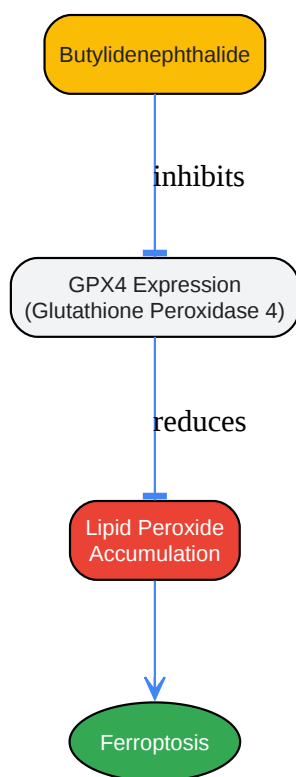 Butylidenephthalide
inhibits
GPX4 Expression
(Glutathione Peroxidase 4)
reduces
Lipid Peroxide
Accumulation
Ferroptosis